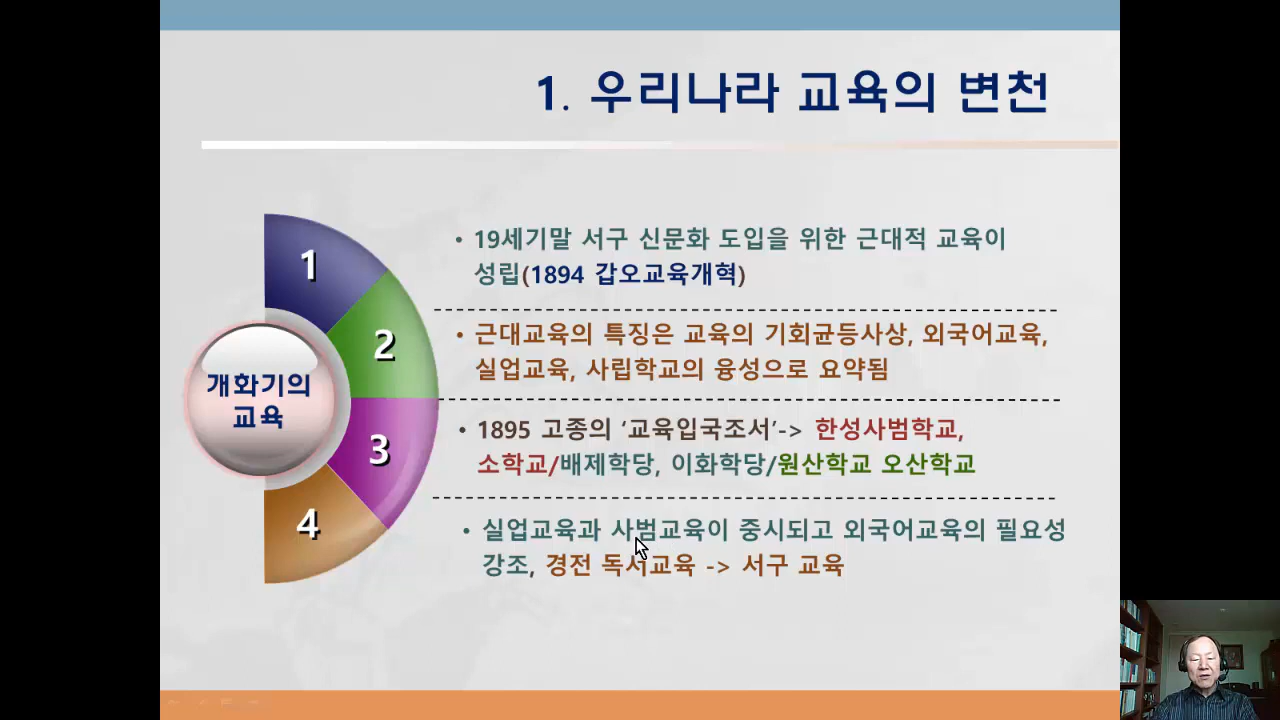 1. 우리나라 교육의 변천
개화기의
교육
1
• 19세기말 서구 신문화 도입을 위한 근대적 교육이
성립(1894 갑오교육개혁)
2
• 근대교육의 특징은 교육의 기회균등사상, 외국어교육,
실업교육, 사립학교의 융성으로 요약됨
3
• 1895 고종의 ‘교육입국조서’-> 한성사범학교,
소학교/배제학당, 이화학당/원산학교 오산학교
4
• 실업교육과 사범교육이 중시되고 외국어교육의 필요성
강조, 경전 독서교육 -> 서구 교육